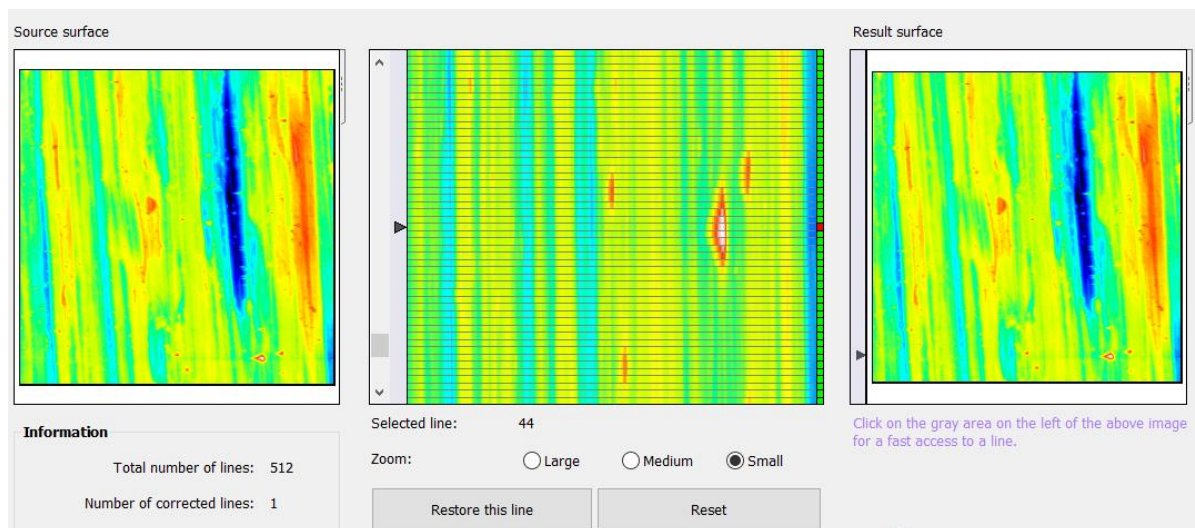 Source surface
Result surface
Selected line: 44
Click on the gray area on the left of the above image
for a fast access to a line.
Information
Zoom: Large Medium Small
Total number of lines: 512
Number of corrected lines: 1
Restore this line
Reset